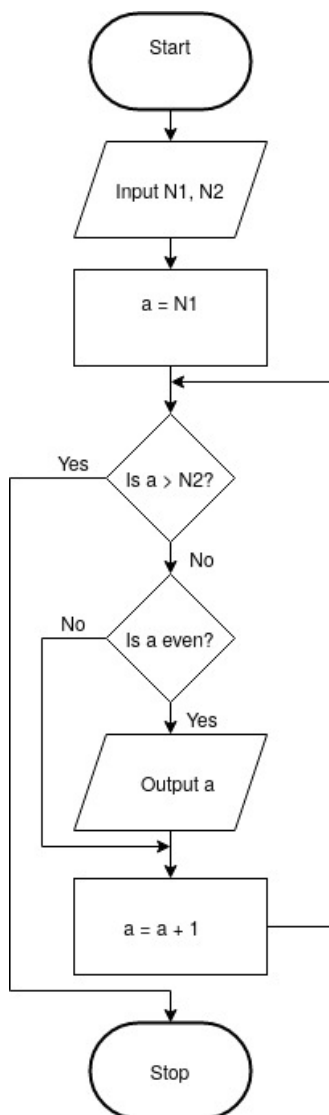 Start
Input N1, N2
a = N1
Yes
Is a > N2?
No
No
Is a even?
Yes
Output a
a = a + 1
Stop